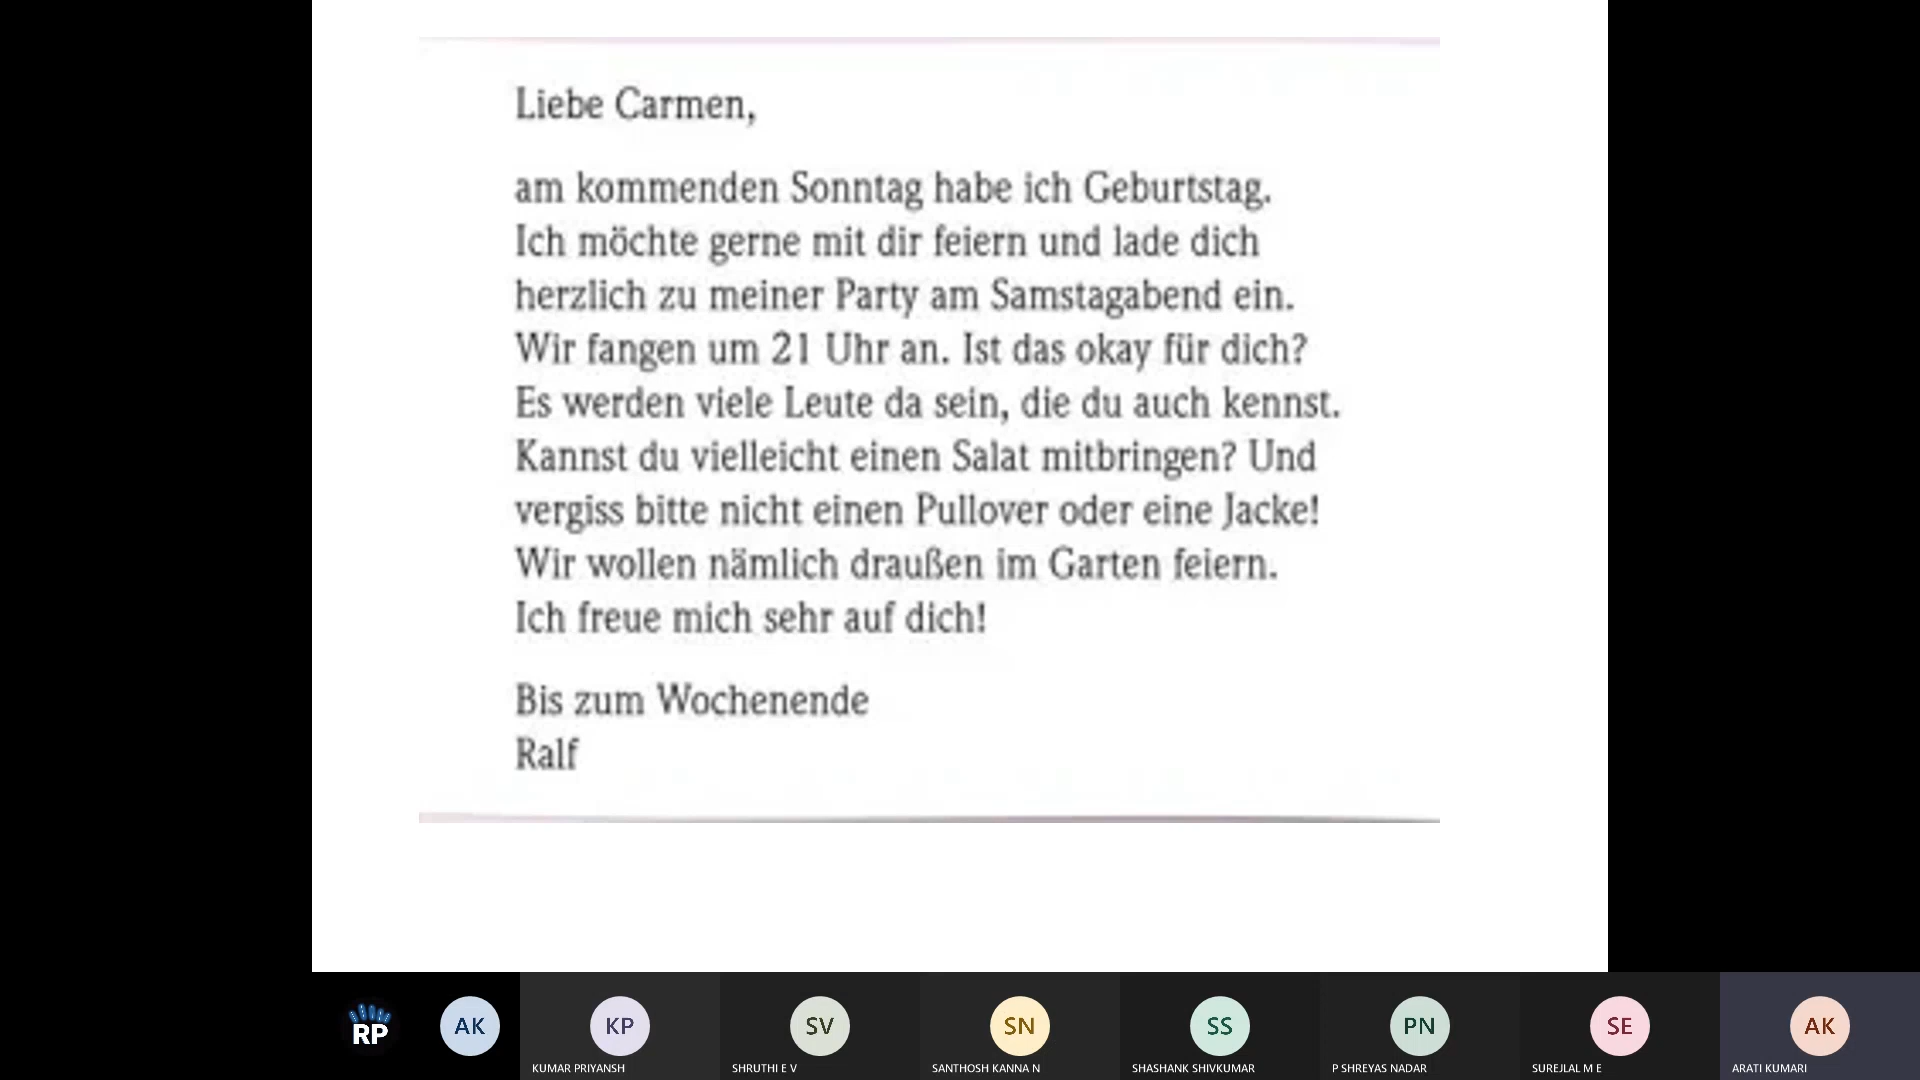 Liebe Carmen,
am kommenden Sonntag habe ich Geburtstag.
Ich möchte gerne mit dir feiern und lade dich
herzlich zu meiner Party am Samstagabend ein.
Wir fangen um 21 Uhr an. Ist das okay für dich?
Es werden viele Leute da sein, die du auch kennst.
Kannst du vielleicht einen Salat mitbringen? Und
vergiss bitte nicht einen Pullover oder eine Jacke!
Wir wollen nämlich draußen im Garten feiern.
Ich freue mich sehr auf dich!
Bis zum Wochenende
Ralf
RP AK KP SV SN SS PN SE AK
KUMAR PRIYANSH SHRUTHI E V SANTHOSH KANNA N SHASHANK SHIVKUMAR P SHREYAS NADAR SUREJLAL M E ARATI KUMARI